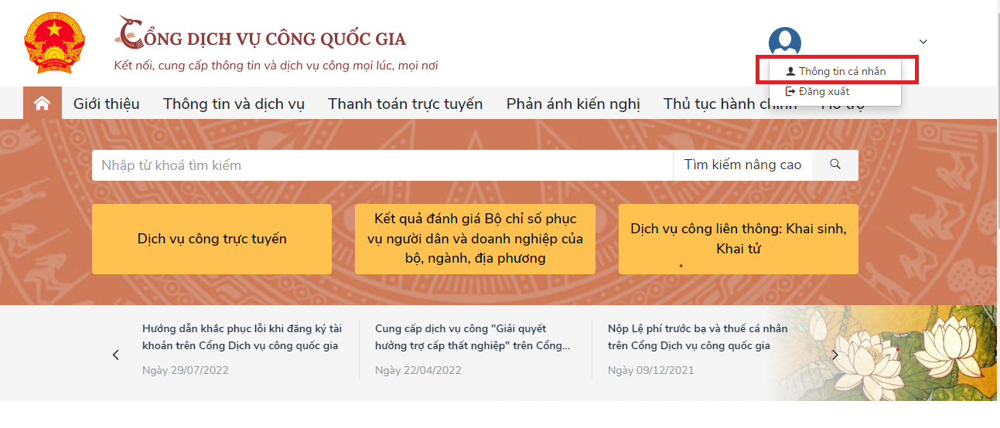 CỔNG DỊCH VỤ CÔNG QUỐC GIA
Kết nối, cung cấp thông tin và dịch vụ công mọi lúc, mọi nơi
Thông tin cá nhân
Đăng xuất
Giới thiệu Thông tin và dịch vụ Thanh toán trực tuyến Phản ánh kiến nghị Thủ tục hành chính Hỗ trợ
Nhập từ khoá tìm kiếm Tìm kiếm nâng cao
Dịch vụ công trực tuyến
Kết quả đánh giá Bộ chỉ số phục
vụ người dân và doanh nghiệp của
bộ, ngành, địa phương
Dịch vụ công liên thông: Khai sinh,
Khai tử
Hướng dẫn khắc phục lỗi khi đăng ký tài
khoản trên Cổng Dịch vụ công quốc gia
Ngày 29/07/2022
Cung cấp dịch vụ công "Giải quyết
hưởng trợ cấp thất nghiệp" trên Cổng...
Ngày 22/04/2022
Nộp Lệ phí trước bạ và thuế cá nhân
trên Cổng Dịch vụ công quốc gia
Ngày 09/12/2021